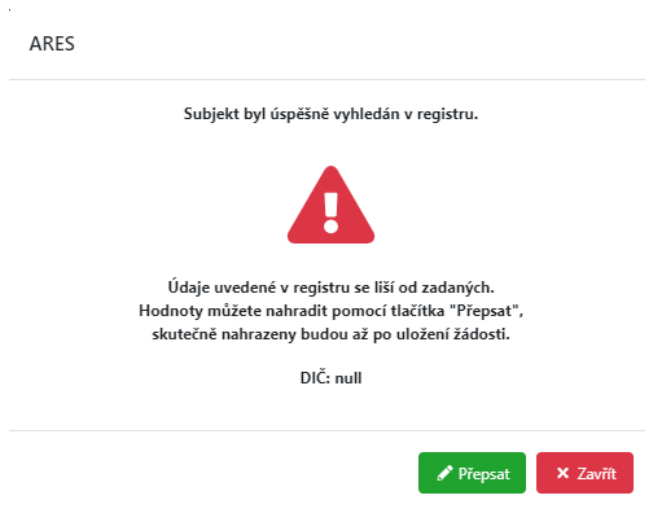 ARES
Subjekt byl úspěšně vyhledán v registru.
Údaje uvedené v registru se liší od zadaných.
Hodnoty můžete nahradit pomocí tlačítka "Přepsat",
skutečně nahrazeny budou až po uložení žádosti.
DIČ: null
Přepsat
Zavřít